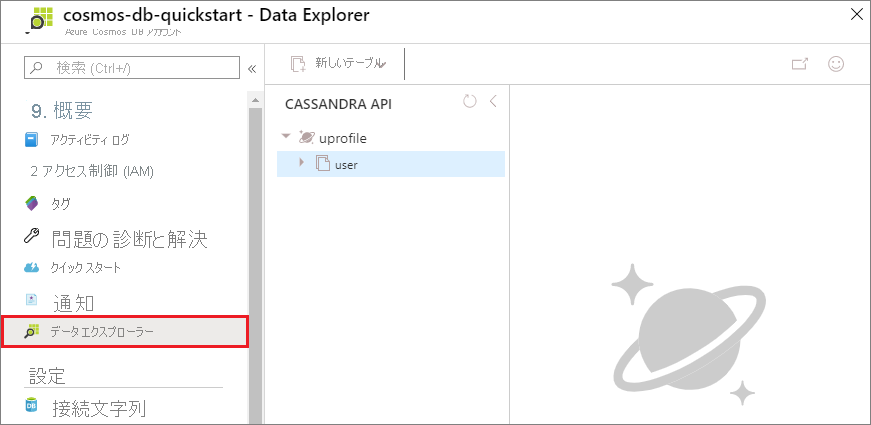 cosmos-db-quickstart - Data Explorer
Azure Cosmos DB アカウント
検索 (Ctrl+/)
«
新しいテーブル
9. 概要
アクティビティ ログ
2 アクセス制御 (IAM)
タグ
問題の診断と解決
クイック スタート
通知
データ エクスプローラー
設定
DB
接続文字列
CASSANDRA API
uprofile
user